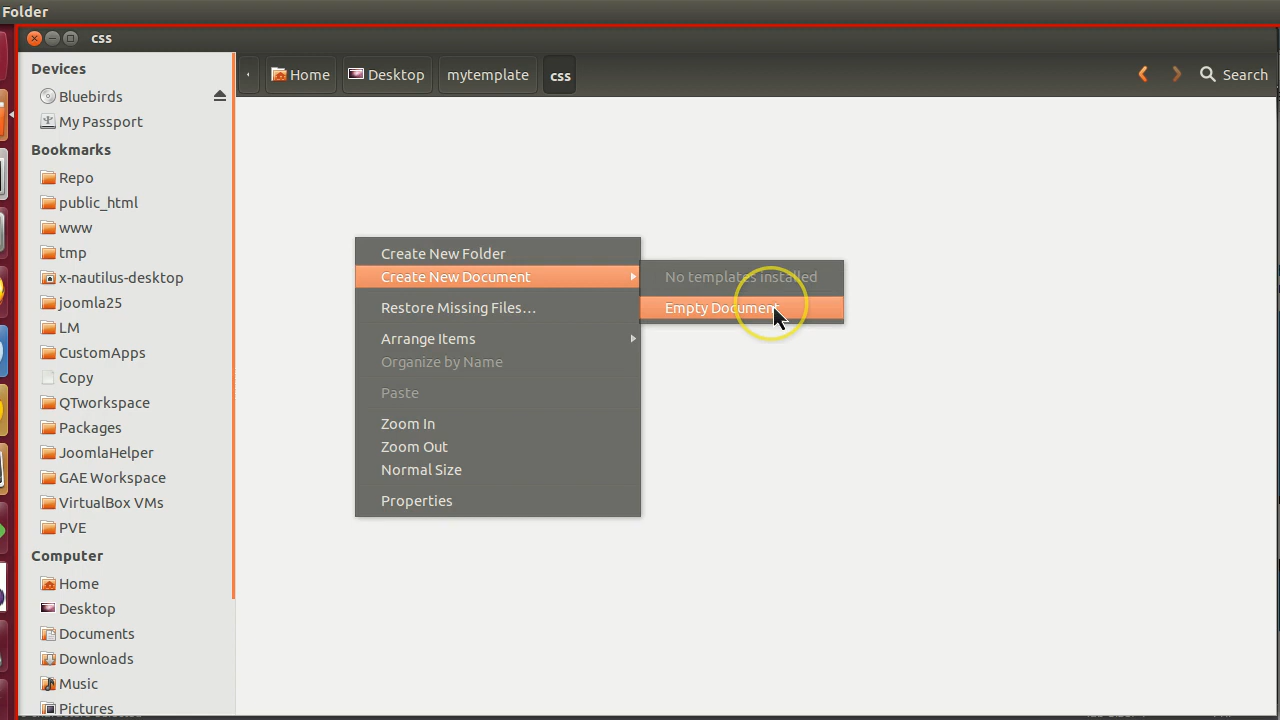 Folder
css
Devices
Bluebirds
My Passport
Bookmarks
Repo
public_html
www
tmp
x-nautilus-desktop
joomla25
LM
CustomApps
Copy
QTworkspace
Packages
JoomlaHelper
GAE Workspace
VirtualBox VMs
PVE
Computer
Home
Desktop
Documents
Downloads
Music
Pictures
Home Desktop mytemplate css Search
Create New Folder
Create New Document
Restore Missing Files…
Arrange Items
Organize by Name
Paste
Zoom In
Zoom Out
Normal Size
Properties
No templates installed
Empty Document